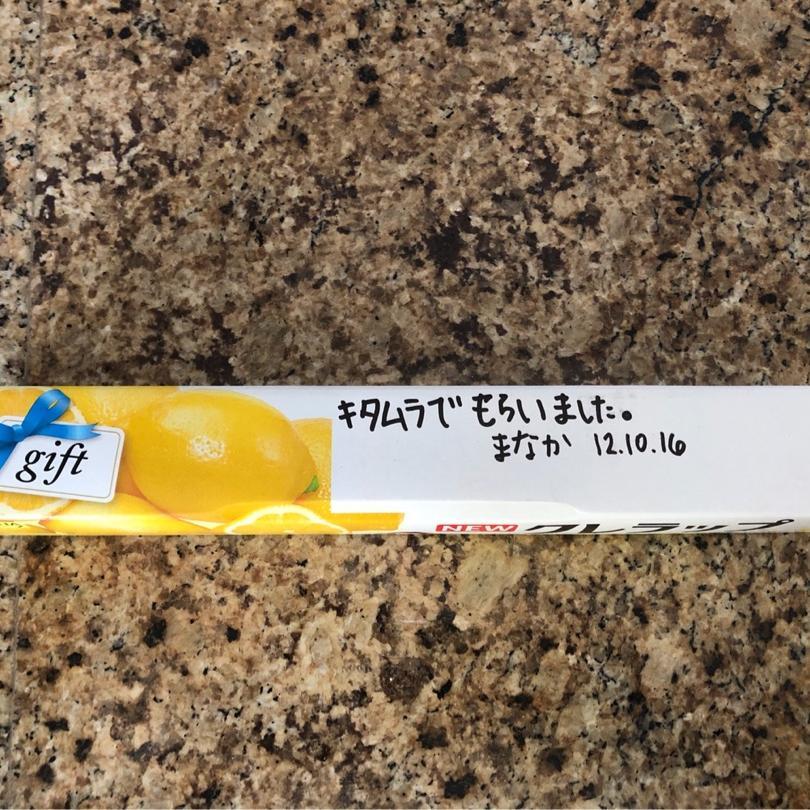 キタムラでもらいました。
まなか 12.10.16
gift
NEW クレラップ